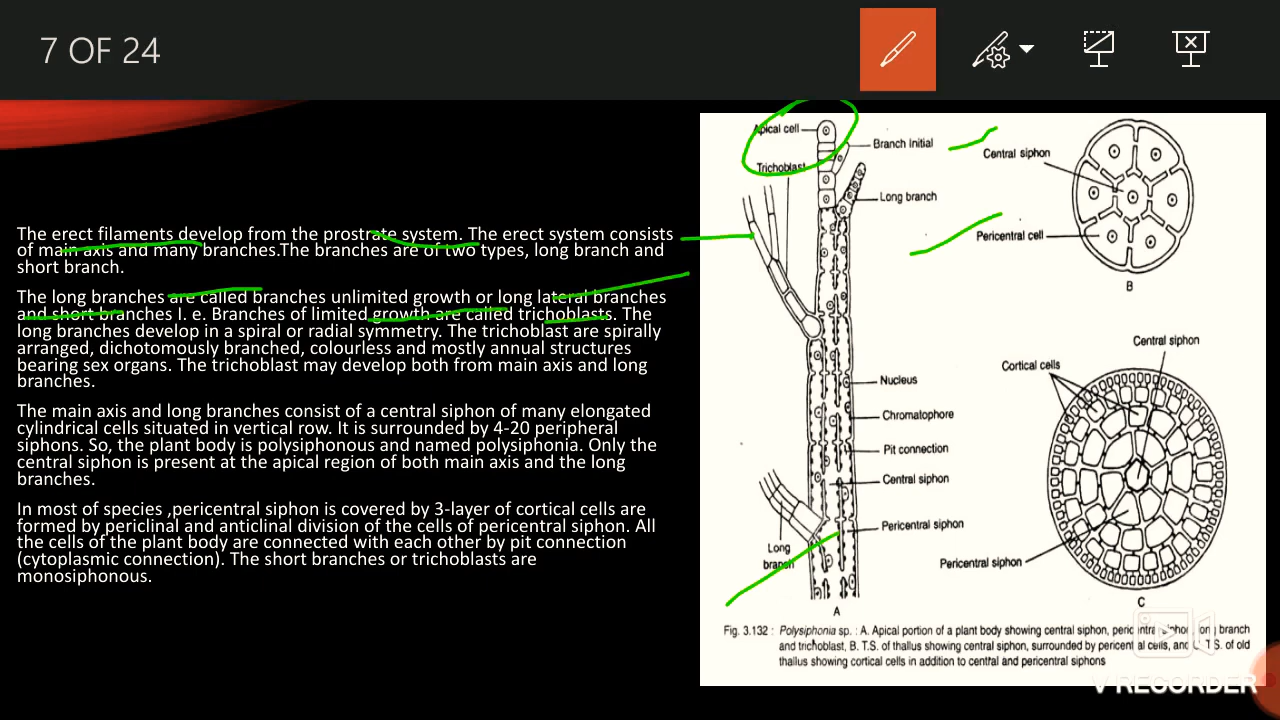 7 OF 24
The erect filaments develop from the prostrate system. The erect system consists
of main axis and many branches.The branches are of two types, long branch and
short branch.
The long branches are called branches unlimited growth or long lateral branches
and short branches I. e. Branches of limited growth are called trichoblasts. The
long branches develop in a spiral or radial symmetry. The trichoblast are spirally
arranged, dichotomously branched, colourless and mostly annual structures
bearing sex organs. The trichoblast may develop both from main axis and long
branches.
The main axis and long branches consist of a central siphon of many elongated
cylindrical cells situated in vertical row. It is surrounded by 4-20 peripheral
siphons. So, the plant body is polysiphonous and named polysiphonia. Only the
central siphon is present at the apical region of both main axis and the long
branches.
In most of species ,pericentral siphon is covered by 3-layer of cortical cells are
formed by periclinal and anticlinal division of the cells of pericentral siphon. All
the cells of the plant body are connected with each other by pit connection
(cytoplasmic connection). The short branches or trichoblasts are
monosiphonous.
Apical cell
Branch Initial
Trichoblast
Long branch
Nucleus
Chromatophore
Pit connection
Central siphon
Pericentral siphon
Long
branch
A
Central siphon
Pericentral cell
B
Central siphon
Cortical cells
Pericentral siphon
C
Fig. 3.132 : Polysiphonia sp. : A. Apical portion of a plant body showing central siphon, pericentral siphon, long branch
and trichoblast, B. T.S. of thallus showing central siphon, surrounded by pericentral cells, and C. T.S. of old
thallus showing cortical cells in addition to central and pericentral siphons
V RECORDER